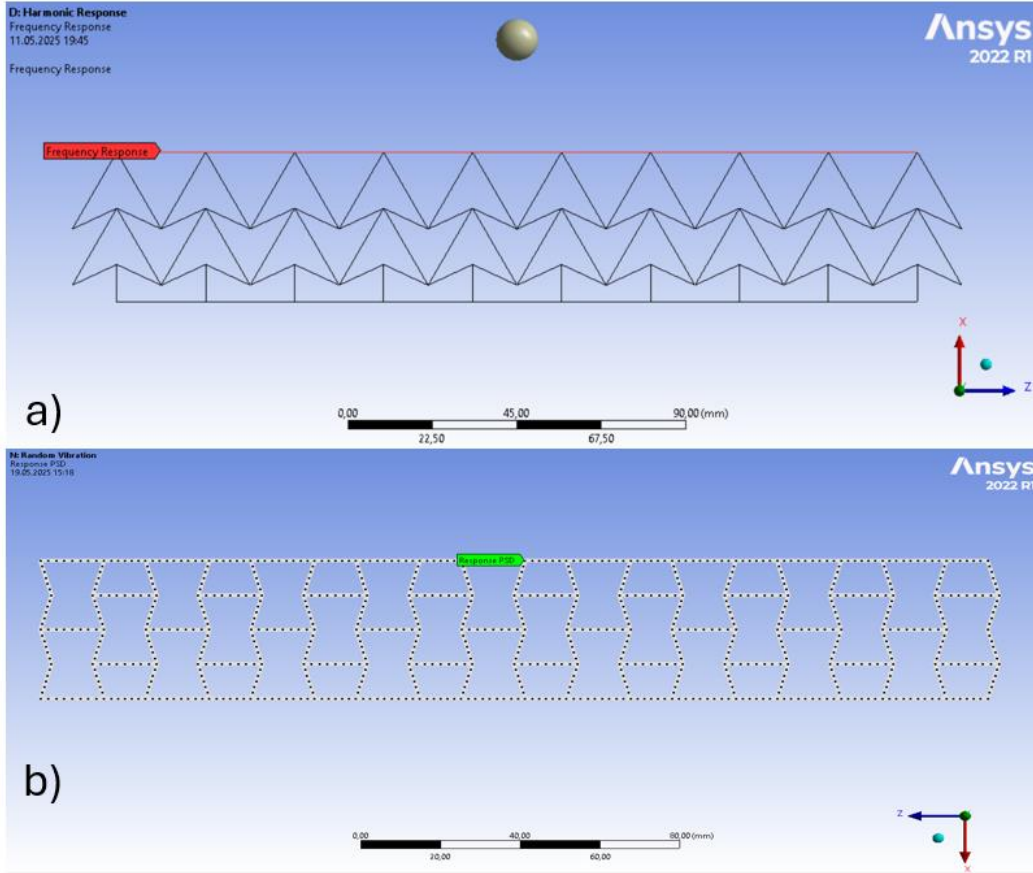 D: Harmonic Response
Frequency Response
11.05.2025 19:45
Frequency Response
Ansys
2022 R1
Frequency Response
X
Z
a)
0,00 45,00 90,00 (mm)
22,50 67,50
N: Random Vibration
Response PSD
19.05.2025 15:18
Ansys
2022 R1
Response PSD
b)
Z
X
0,00 40,00 80,00 (mm)
20,00 60,00